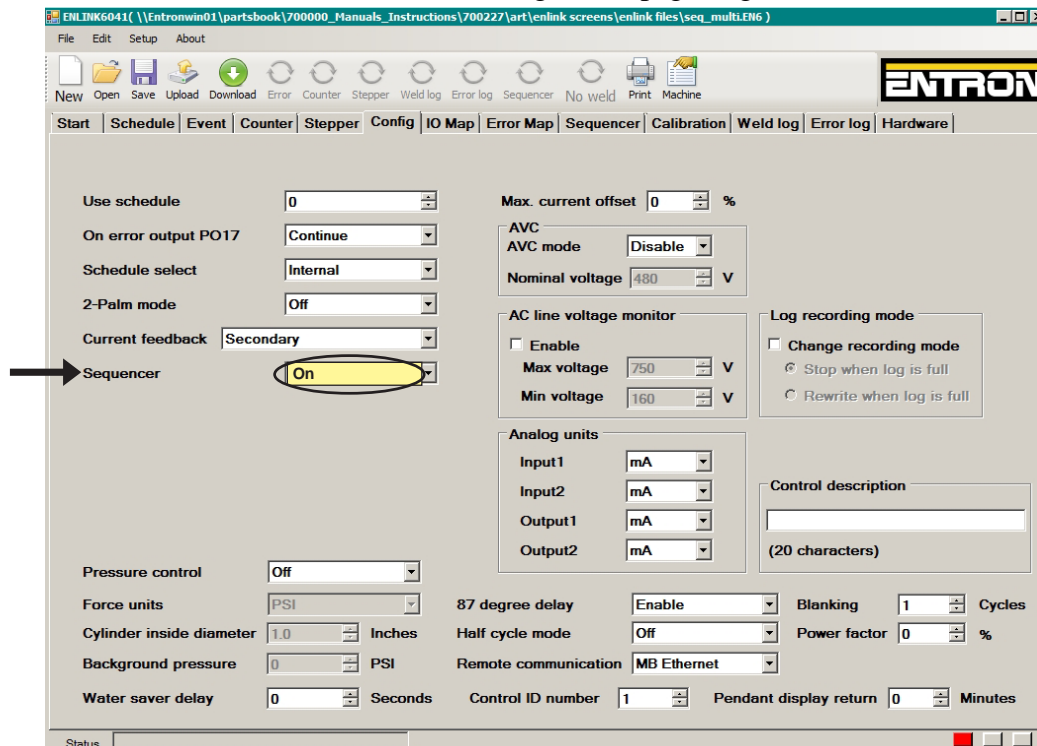 ENLINK6041( \\Entronwin01\partsbook\700000_Manuals_Instructions\700227\art\enlink screens\enlink files\seq_multi.EN6 )
File Edit Setup About
New Open Save Upload Download Error Counter Stepper Weld log Error log Sequencer No weld Print Machine
ENTRON
Start Schedule Event Counter Stepper Config IO Map Error Map Sequencer Calibration Weld log Error log Hardware
Use schedule 0
Max. current offset 0 %
On error output PO17 Continue
AVC
AVC mode Disable
Schedule select Internal
Nominal voltage 480 V
2-Palm mode Off
AC line voltage monitor
Log recording mode
Current feedback Secondary
Enable
Change recording mode
Sequencer On
Max voltage 750 V
Stop when log is full
Min voltage 160 V
Rewrite when log is full
Analog units
Input1 mA
Input2 mA
Control description
Output1 mA
Output2 mA
(20 characters)
Pressure control Off
Force units PSI
87 degree delay Enable
Blanking 1 Cycles
Cylinder inside diameter 1.0 Inches
Half cycle mode Off
Power factor 0 %
Background pressure 0 PSI
Remote communication MB Ethernet
Water saver delay 0 Seconds
Control ID number 1
Pendant display return 0 Minutes
Status